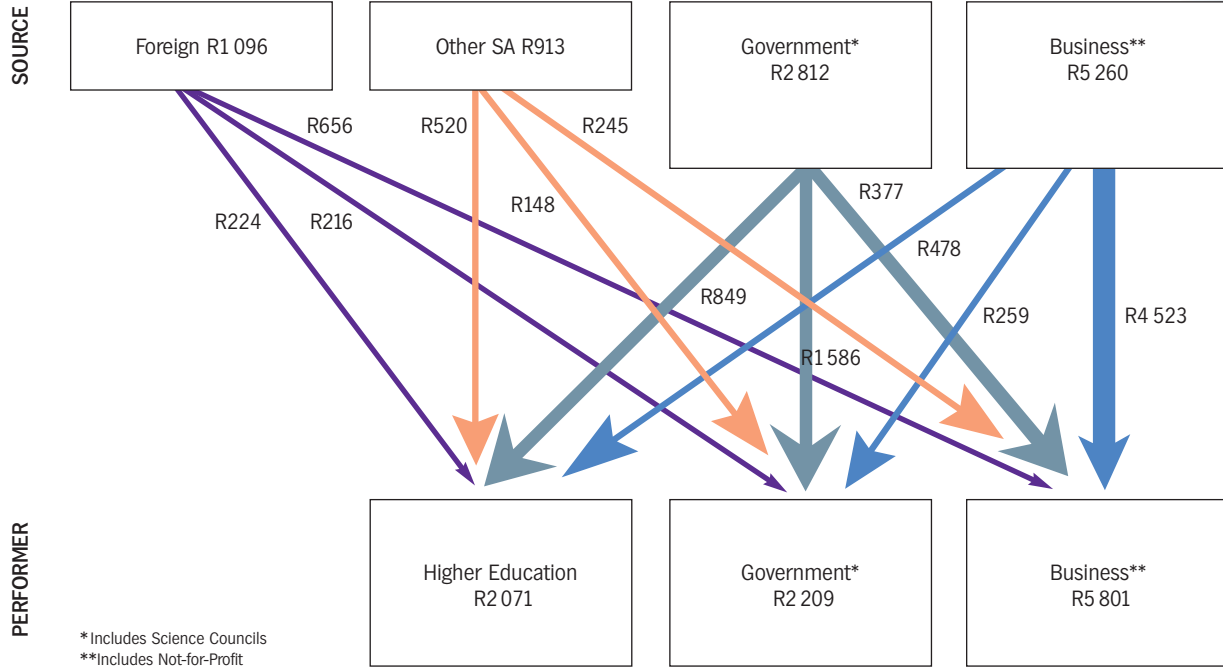 SOURCE
Foreign R1 096
Other SA R913
Government*
R2 812
Business**
R5 260
R656
R520
R245
R224
R216
R148
R377
R478
R849
R259
R4 523
R1 586
PERFORMER
Higher Education
R2 071
Government*
R2 209
Business**
R5 801
*Includes Science Councils
**Includes Not-for-Profit